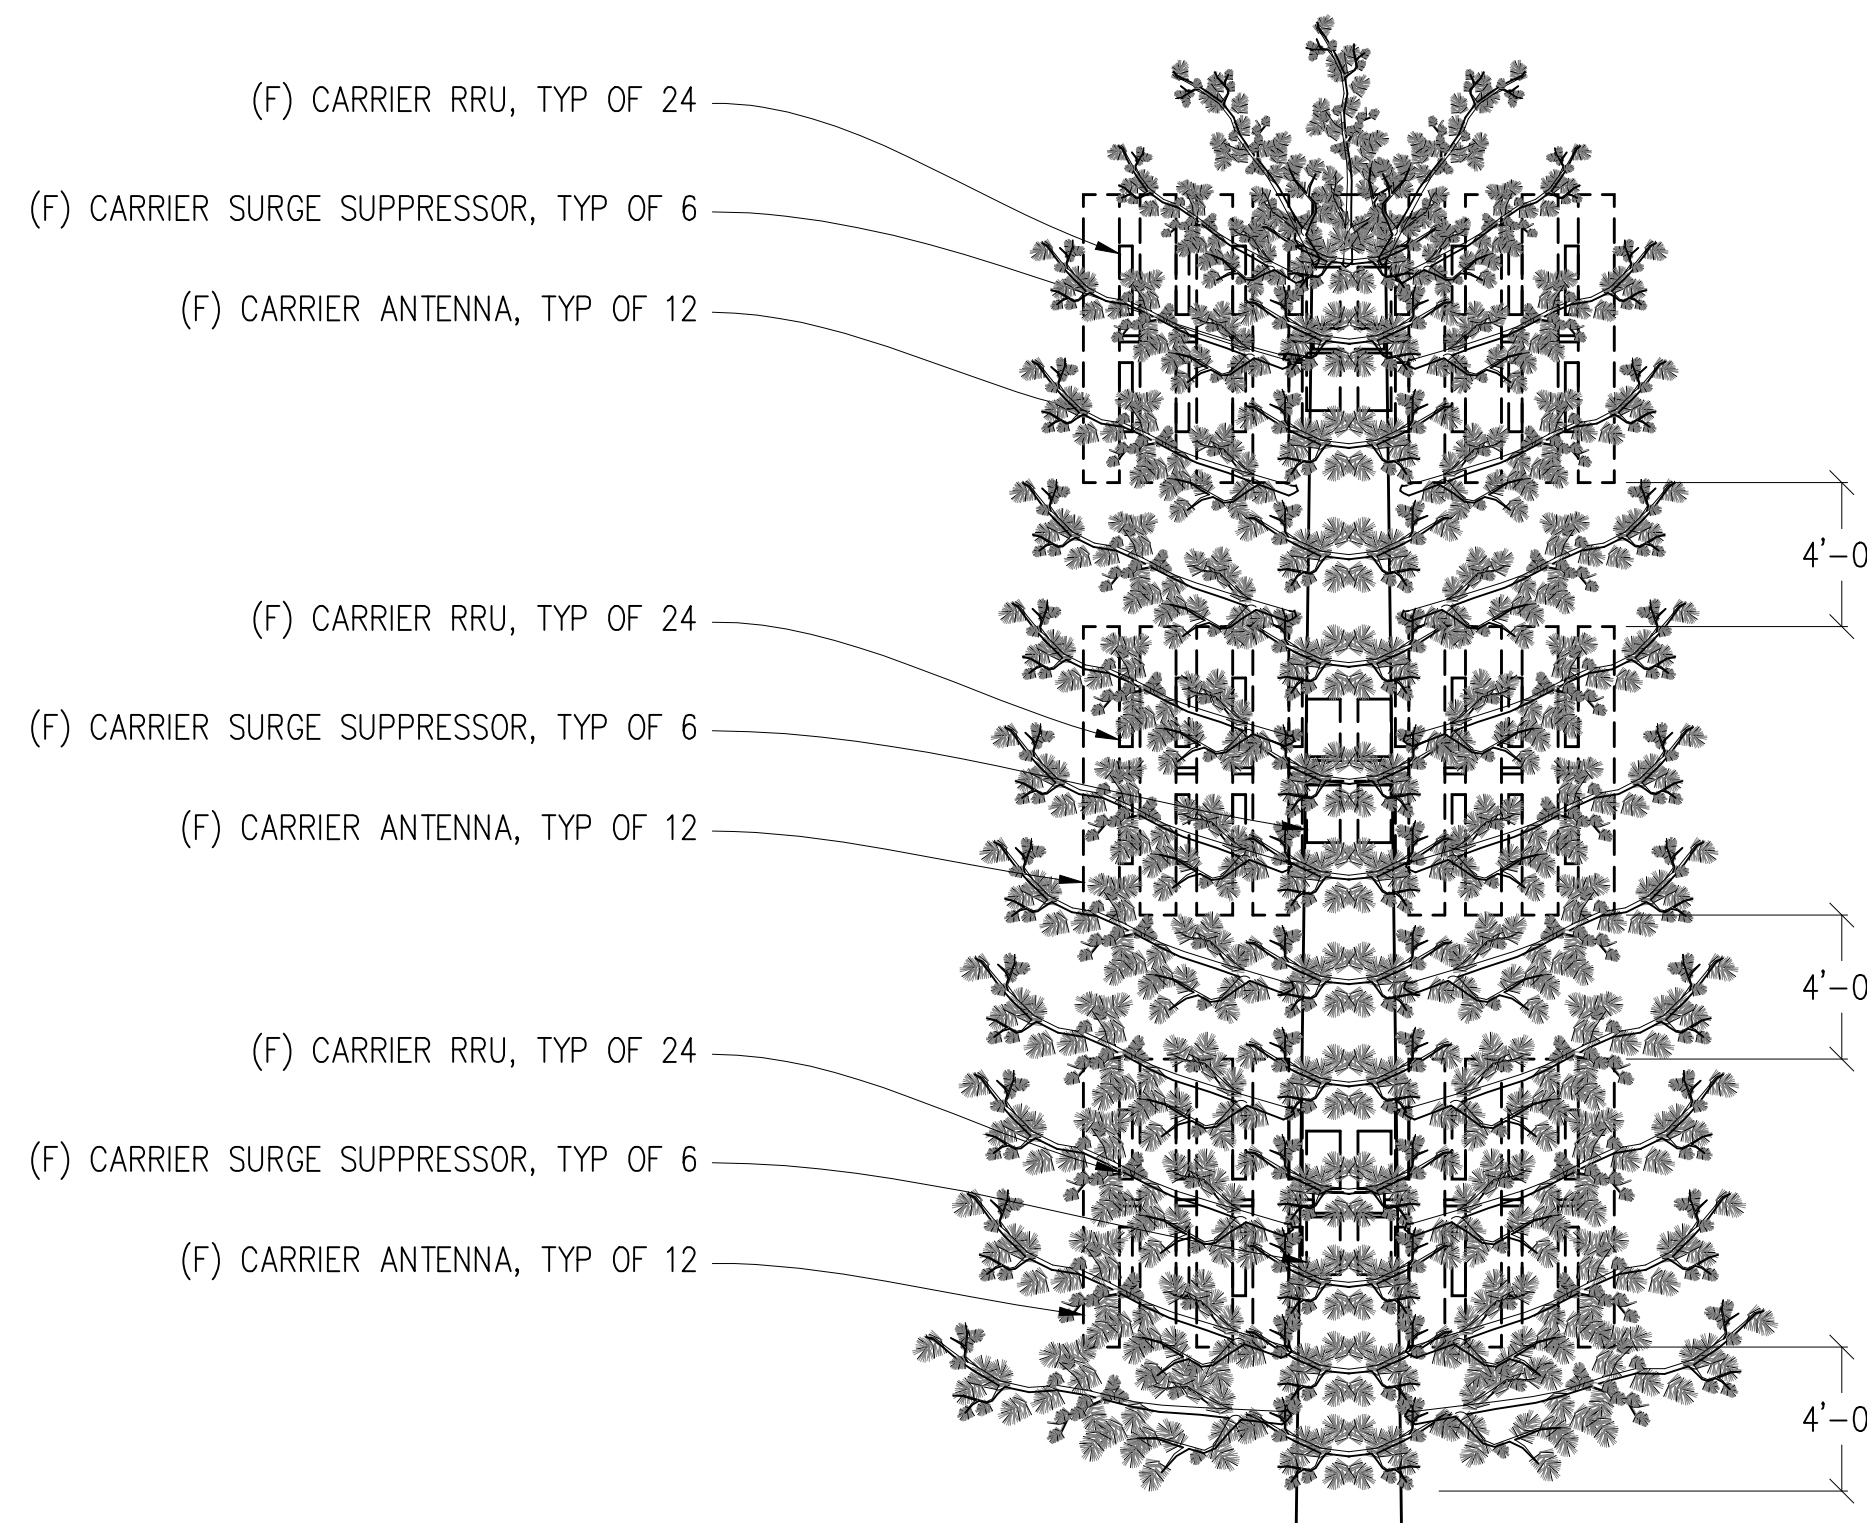 (F) CARRIER RRU, TYP OF 24
(F) CARRIER SURGE SUPPRESSOR, TYP OF 6
(F) CARRIER ANTENNA, TYP OF 12
4'-0
(F) CARRIER RRU, TYP OF 24
(F) CARRIER SURGE SUPPRESSOR, TYP OF 6
(F) CARRIER ANTENNA, TYP OF 12
4'-0
(F) CARRIER RRU, TYP OF 24
(F) CARRIER SURGE SUPPRESSOR, TYP OF 6
(F) CARRIER ANTENNA, TYP OF 12
4'-0